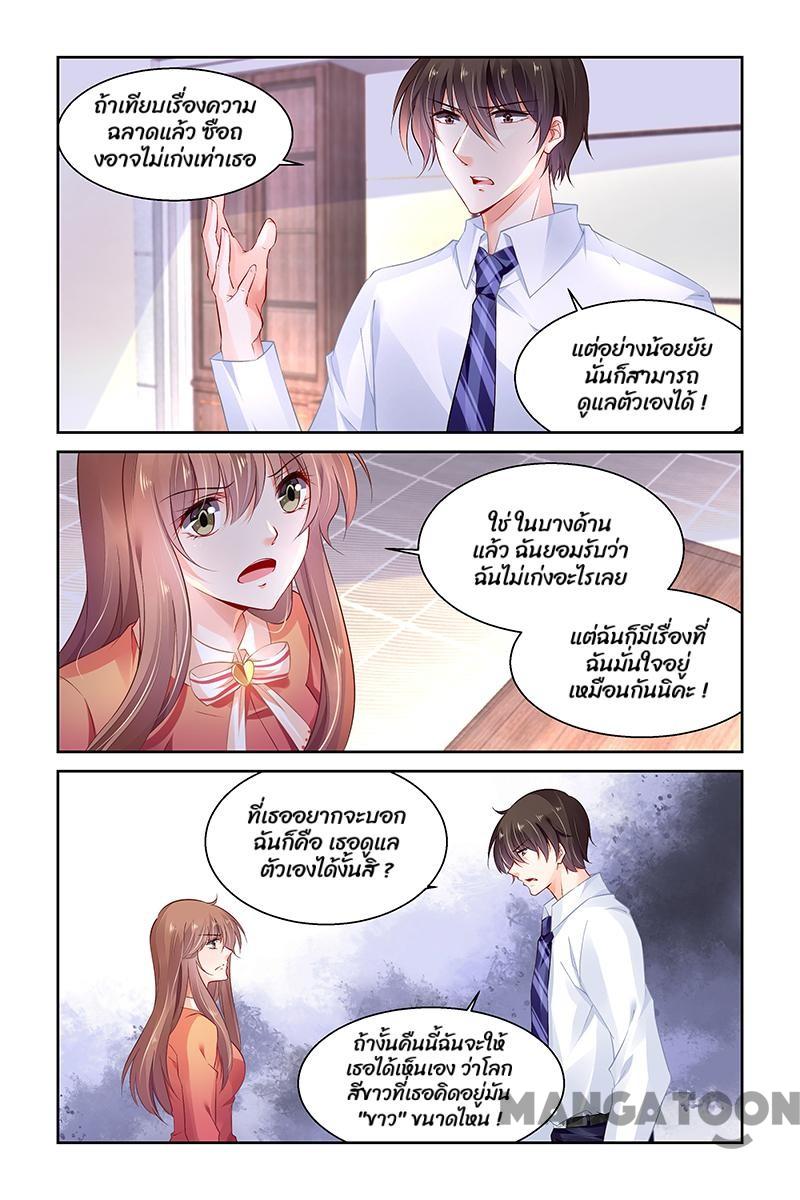 ถ้าเทียบเรื่องความ
ฉลาดแล้ว ซือถ
งอาจไม่เก่งเท่าเธอ
แต่อย่างน้อยยัย
นั่นก็สามารถ
ดูแลตัวเองได้ !
ใช่ ในบางด้าน
แล้ว ฉันยอมรับว่า
ฉันไม่เก่งอะไรเลย
แต่ฉันก็มีเรื่องที่
ฉันมั่นใจอยู่
เหมือนกันนิคะ !
ที่เธออยากจะบอก
ฉันก็คือ เธอดูแล
ตัวเองได้งั้นสิ ?
ถ้างั้นคืนนี้ฉันจะให้
เธอได้เห็นเอง ว่าโลก
สีขาวที่เธอคิดอยู่มัน
"ขาว" ขนาดไหน !
MANGATOON